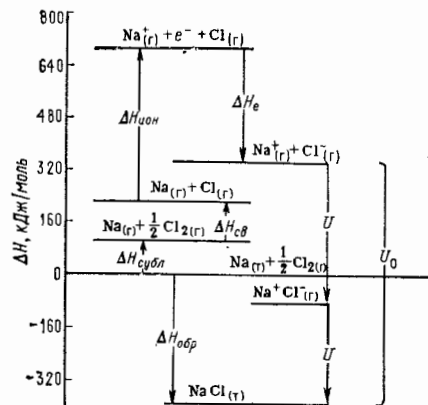 800
640
480
320
160
0
-160
-320
ΔH, кДж/моль
Na⁺(г) + e⁻ + Cl(г)
ΔHион
ΔHe
Na⁺(г) + Cl⁻(г)
Na(г) + Cl(г)
Na(г) + 1/2 Cl2(г)
ΔHсв
ΔHсубл
U
U0
Na(т) + 1/2 Cl2(г)
Na⁺Cl⁻(г)
ΔHобр
U
NaCl(т)